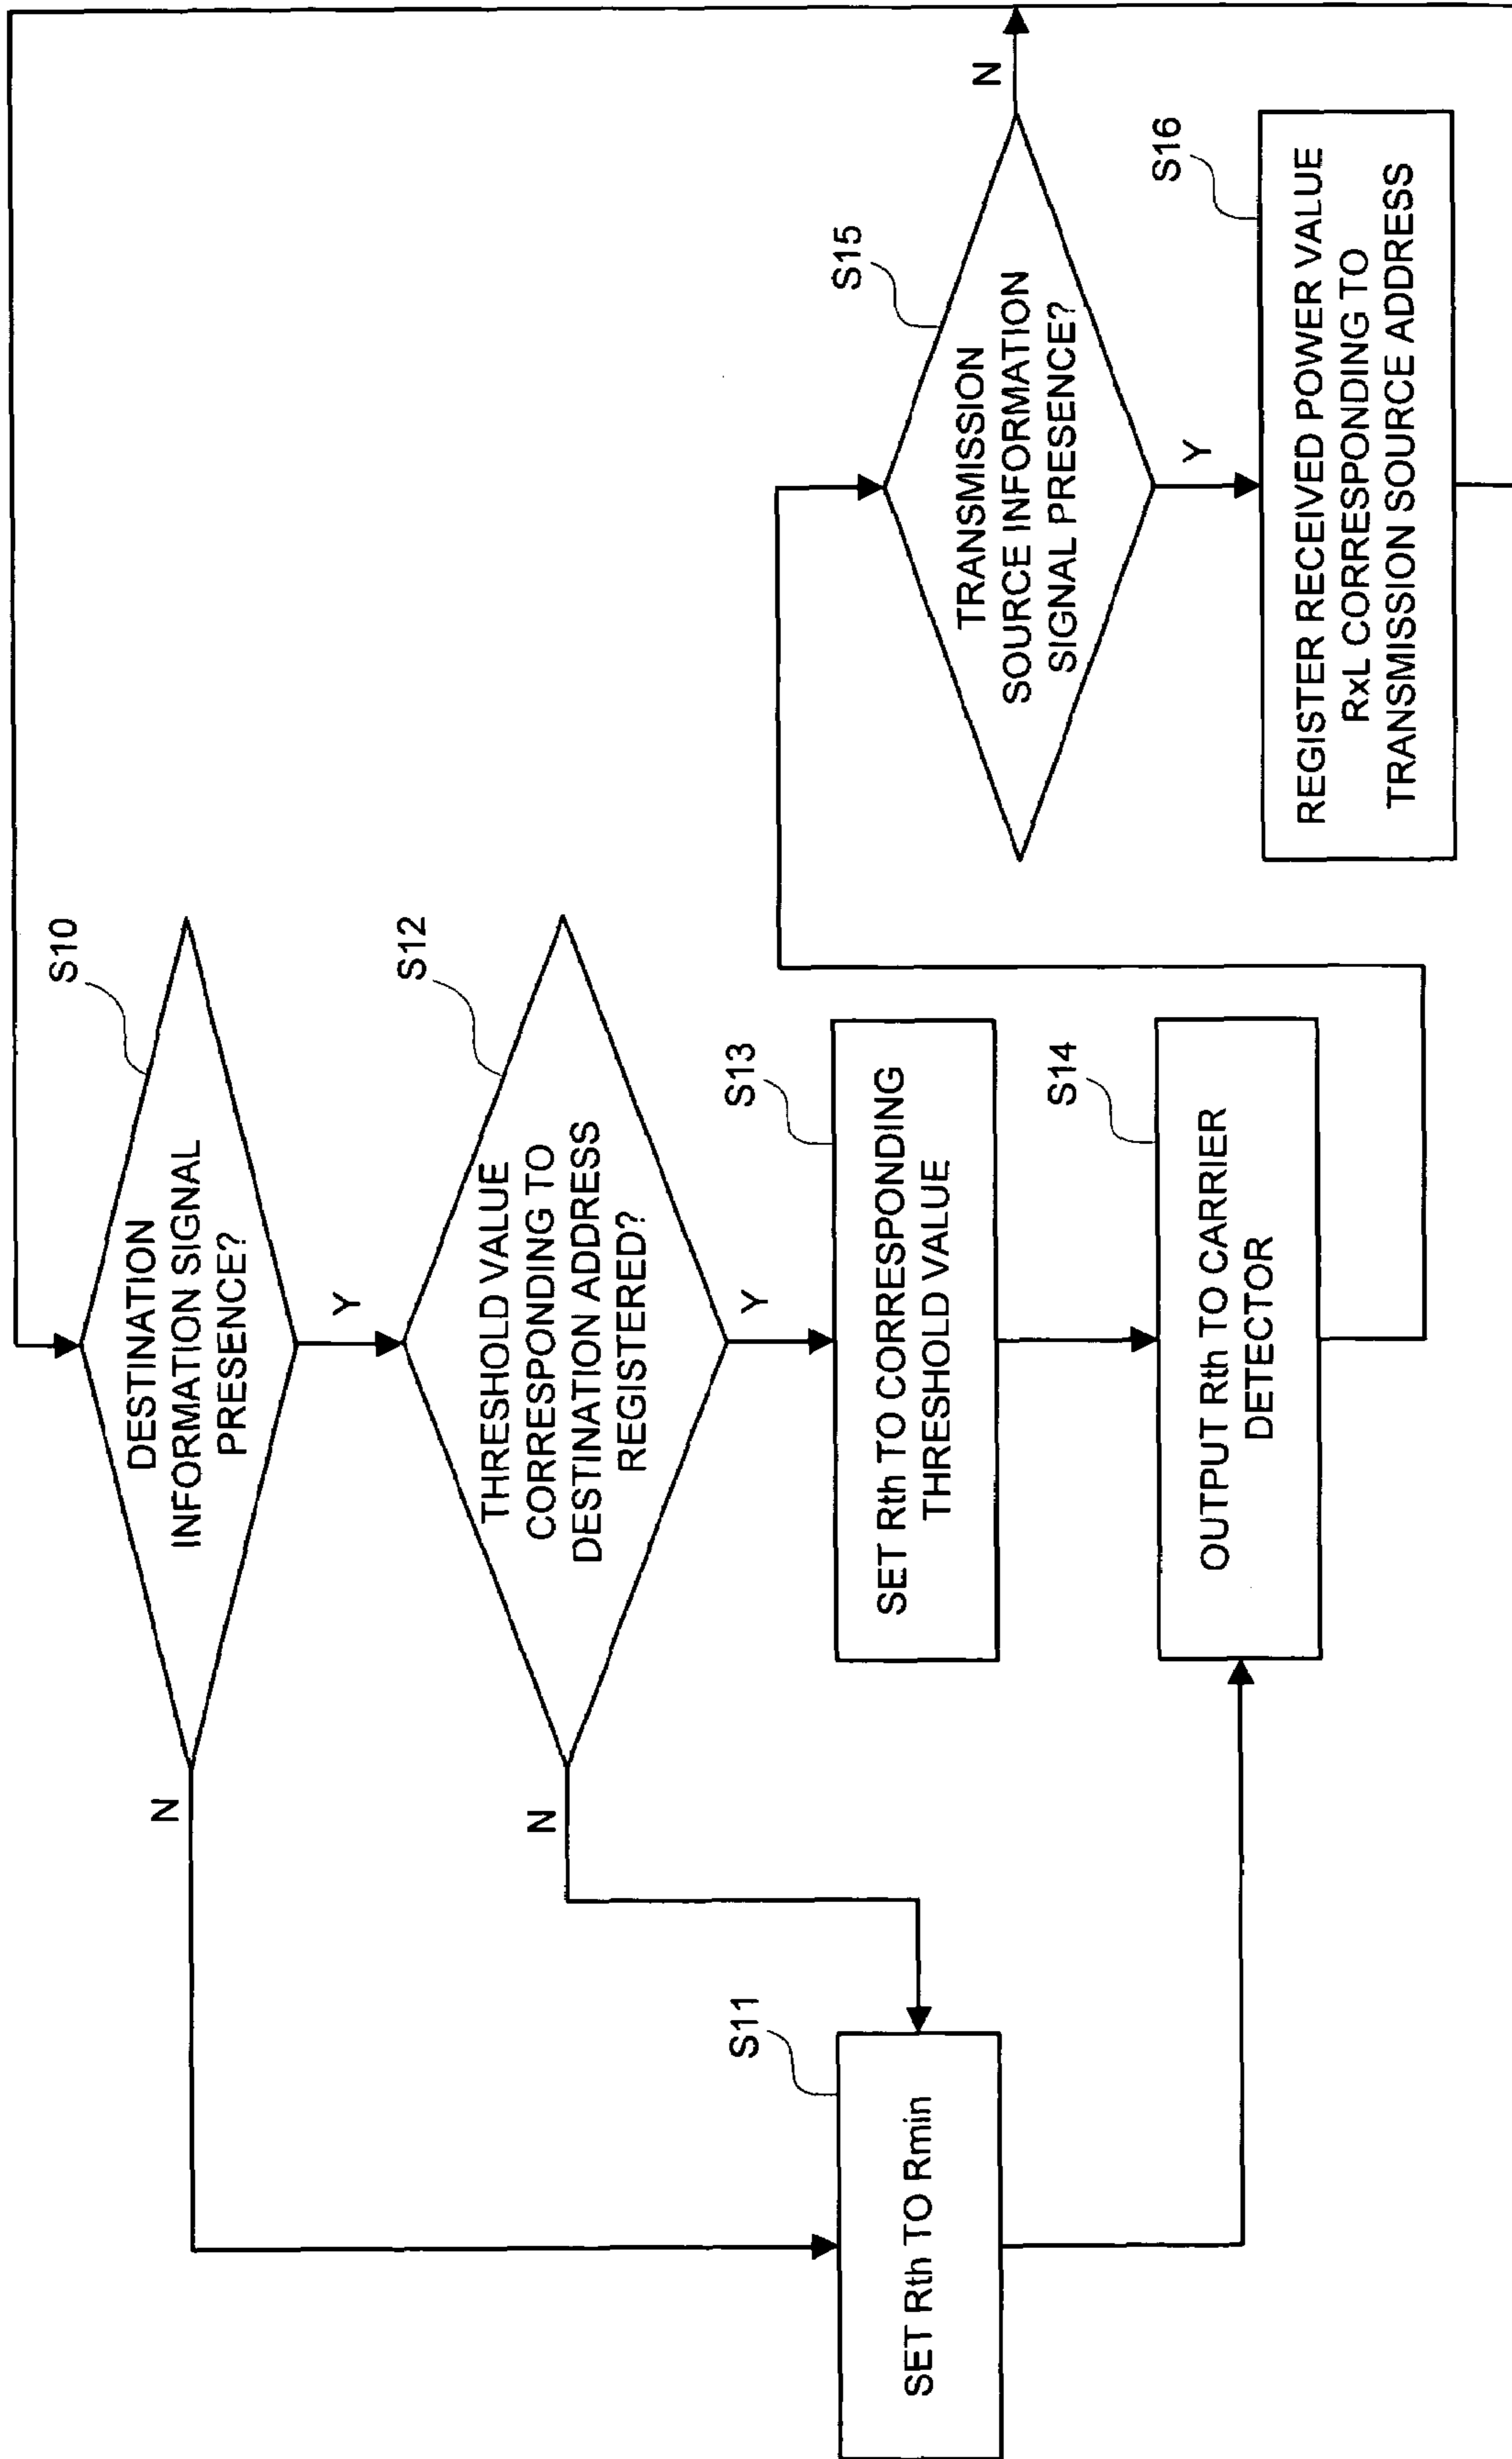 S10
DESTINATION
INFORMATION SIGNAL
PRESENCE?
N
Y
S12
THRESHOLD VALUE
CORRESPONDING TO
DESTINATION ADDRESS
REGISTERED?
N
Y
S11
SET Rth TO Rmin
S13
SET Rth TO CORRESPONDING
THRESHOLD VALUE
S14
OUTPUT Rth TO CARRIER
DETECTOR
S15
TRANSMISSION
SOURCE INFORMATION
SIGNAL PRESENCE?
N
Y
S16
REGISTER RECEIVED POWER VALUE
RxL CORRESPONDING TO
TRANSMISSION SOURCE ADDRESS